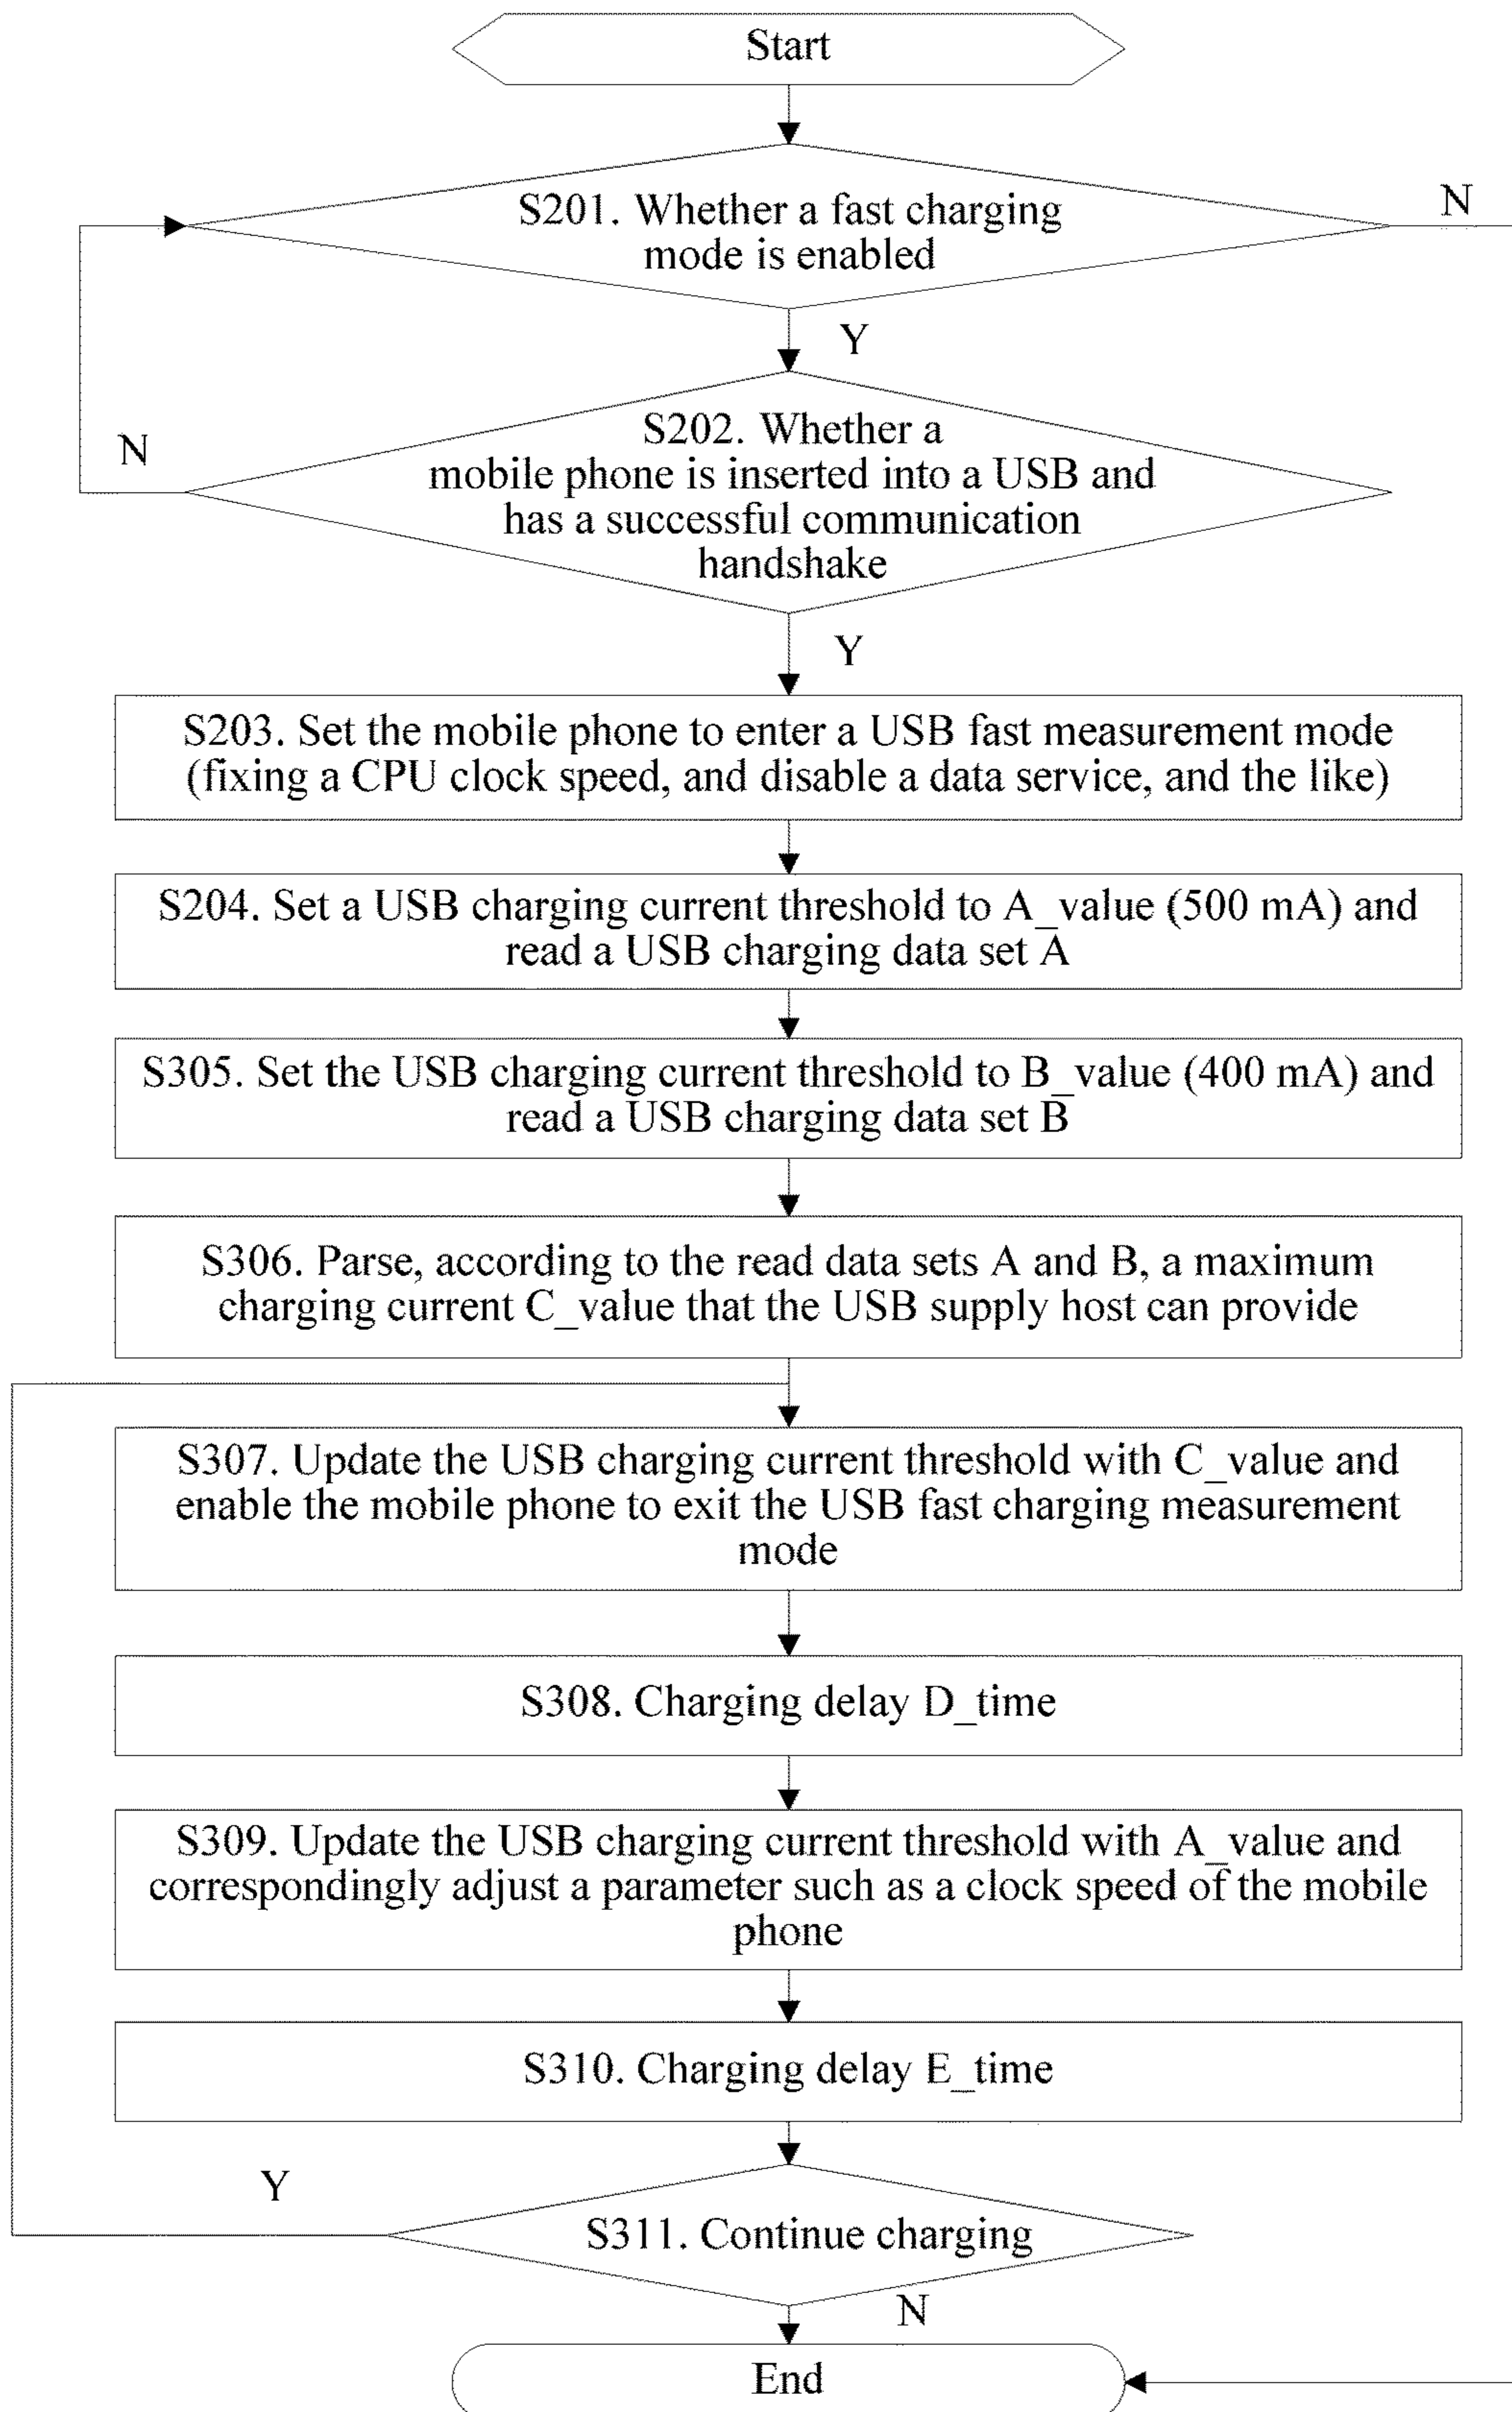 Start
S201. Whether a fast charging
mode is enabled
N
Y
S202. Whether a
mobile phone is inserted into a USB and
has a successful communication
handshake
N
Y
S203. Set the mobile phone to enter a USB fast measurement mode
(fixing a CPU clock speed, and disable a data service, and the like)
S204. Set a USB charging current threshold to A_value (500 mA) and
read a USB charging data set A
S305. Set the USB charging current threshold to B_value (400 mA) and
read a USB charging data set B
S306. Parse, according to the read data sets A and B, a maximum
charging current C_value that the USB supply host can provide
S307. Update the USB charging current threshold with C_value and
enable the mobile phone to exit the USB fast charging measurement
mode
S308. Charging delay D_time
S309. Update the USB charging current threshold with A_value and
correspondingly adjust a parameter such as a clock speed of the mobile
phone
S310. Charging delay E_time
Y
S311. Continue charging
N
End